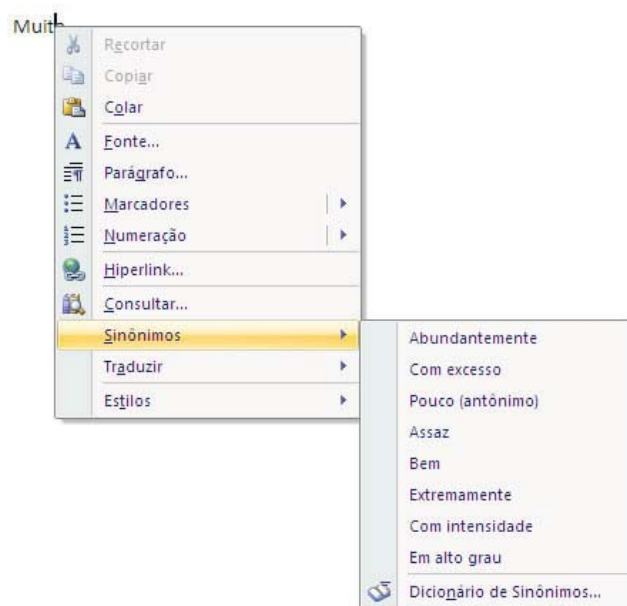 Muito
Recortar
Copiar
Colar
Fonte...
Parágrafo...
Marcadores
Numeração
Hiperlink...
Consultar...
Sinônimos
Traduzir
Estilos
Abundantemente
Com excesso
Pouco (antônimo)
Assaz
Bem
Extremamente
Com intensidade
Em alto grau
Dicionário de Sinônimos...